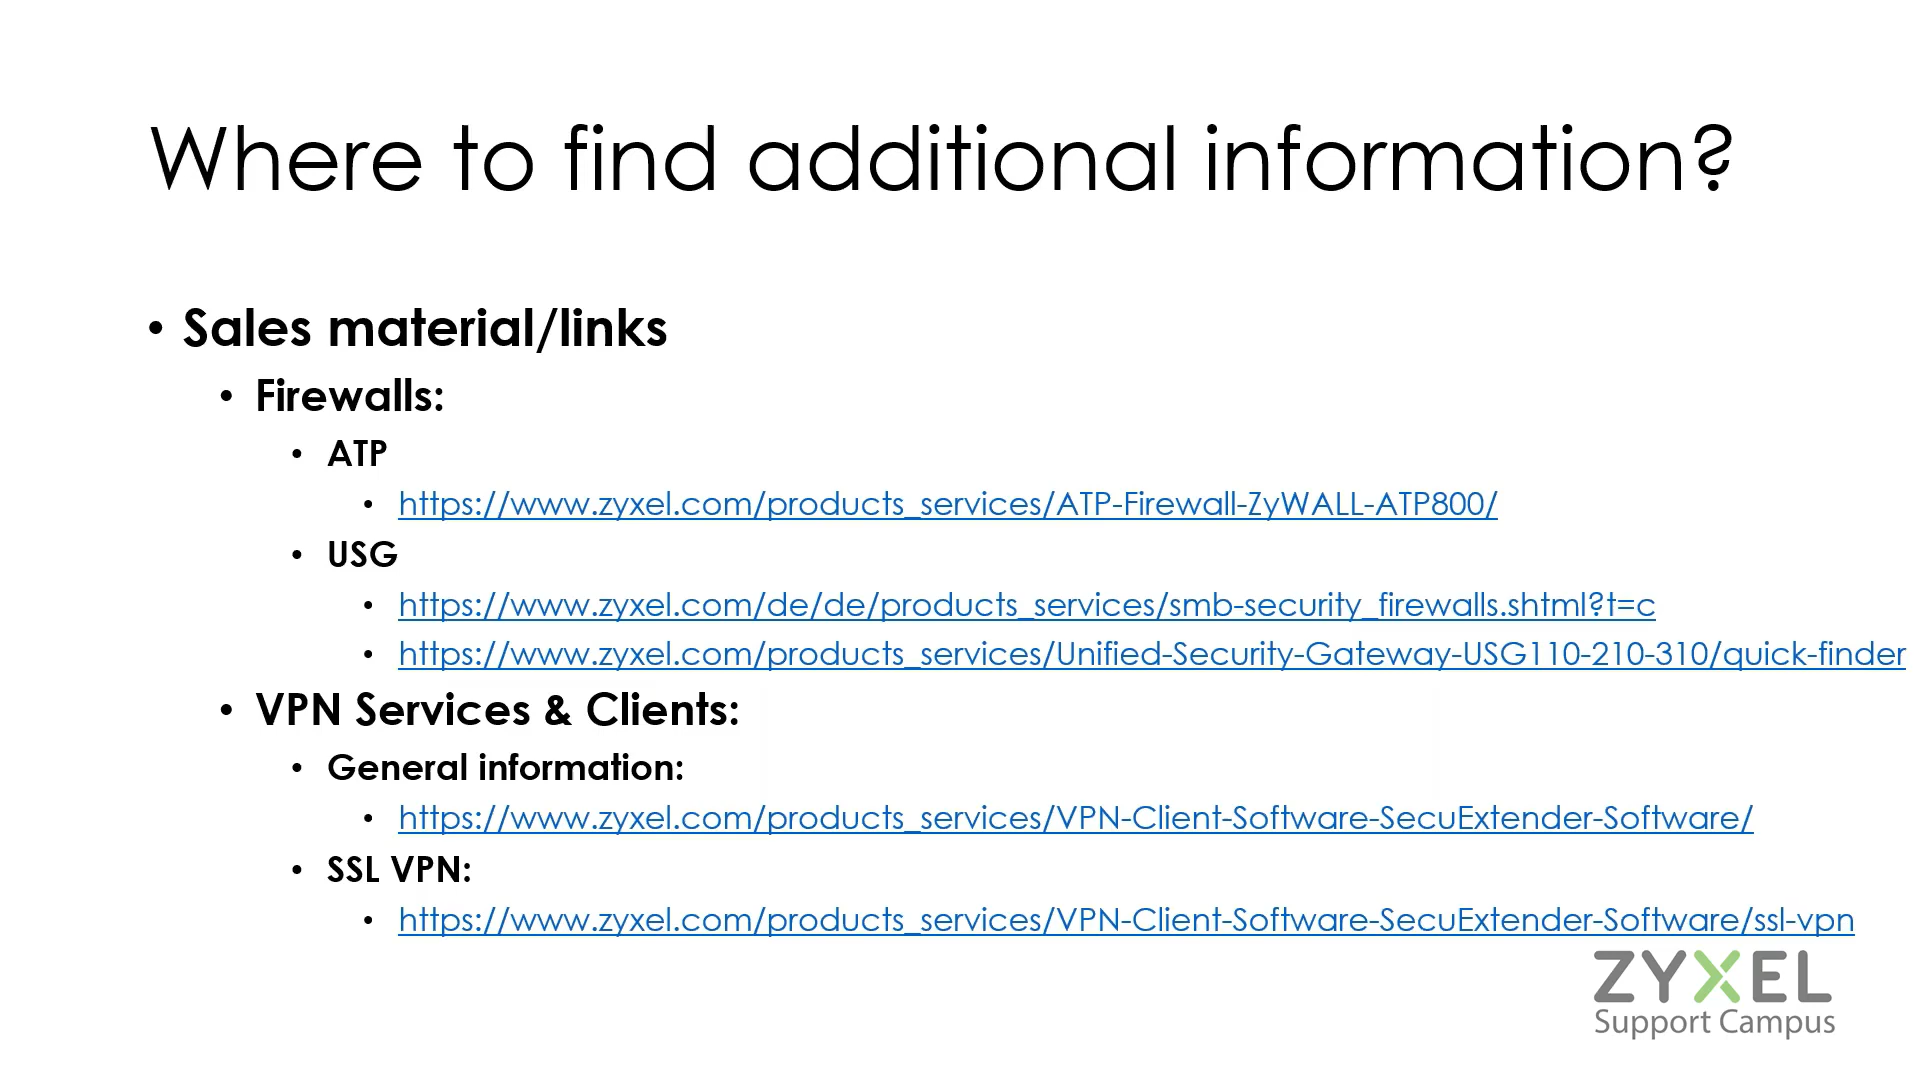 Where to find additional information?
• Sales material/links
• Firewalls:
• ATP
• https://www.zyxel.com/products_services/ATP-Firewall-ZyWALL-ATP800/
• USG
• https://www.zyxel.com/de/de/products_services/smb-security_firewalls.shtml?t=c
• https://www.zyxel.com/products_services/Unified-Security-Gateway-USG110-210-310/quick-finder
• VPN Services & Clients:
• General information:
• https://www.zyxel.com/products_services/VPN-Client-Software-SecuExtender-Software/
• SSL VPN:
• https://www.zyxel.com/products_services/VPN-Client-Software-SecuExtender-Software/ssl-vpn
ZYXEL
Support Campus